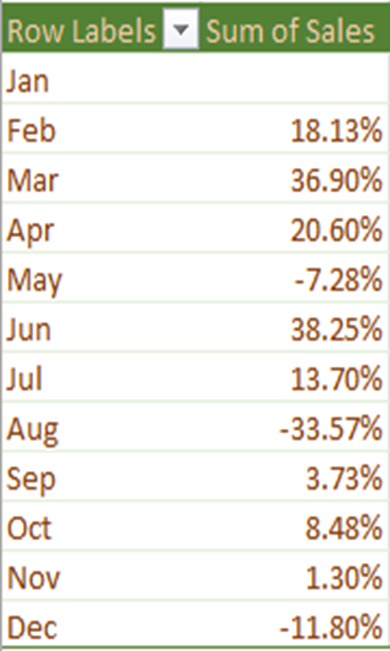 Row Labels Sum of Sales
Jan
Feb 18.13%
Mar 36.90%
Apr 20.60%
May -7.28%
Jun 38.25%
Jul 13.70%
Aug -33.57%
Sep 3.73%
Oct 8.48%
Nov 1.30%
Dec -11.80%